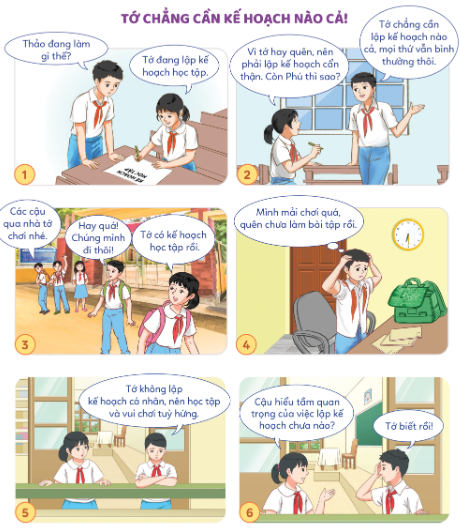 TỚ CHẲNG CẦN KẾ HOẠCH NÀO CẢ!
Thảo đang làm
gì thế?
Tớ đang lập kế
hoạch học tập.
KẾ HOẠCH
HỌC TẬP
1
Vì tớ hay quên, nên
phải lập kế hoạch cẩn
thận. Còn Phú thì sao?
Tớ chẳng cần
lập kế hoạch nào
cả, mọi thứ vẫn bình
thường thôi.
2
Các cậu
qua nhà tớ
chơi nhé.
Hay quá!
Chúng mình
đi thôi!
Tớ có kế hoạch
học tập rồi.
3
Mình mải chơi quá,
quên chưa làm bài tập rồi.
4
Tớ không lập
kế hoạch cá nhân, nên học tập
và vui chơi tuỳ hứng.
5
Cậu hiểu tầm quan
trọng của việc lập kế
hoạch chưa nào?
Tớ biết rồi!
6